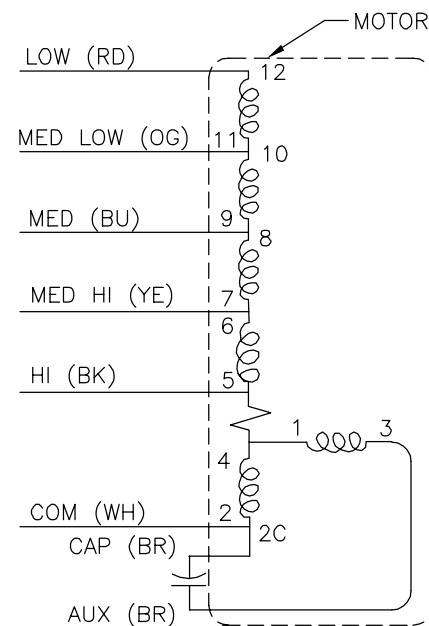 MOTOR
LOW (RD)
12
MED LOW (OG)
11
10
MED (BU)
9
8
MED HI (YE)
7
6
HI (BK)
5
1
3
4
COM (WH)
2
2C
CAP (BR)
AUX (BR)